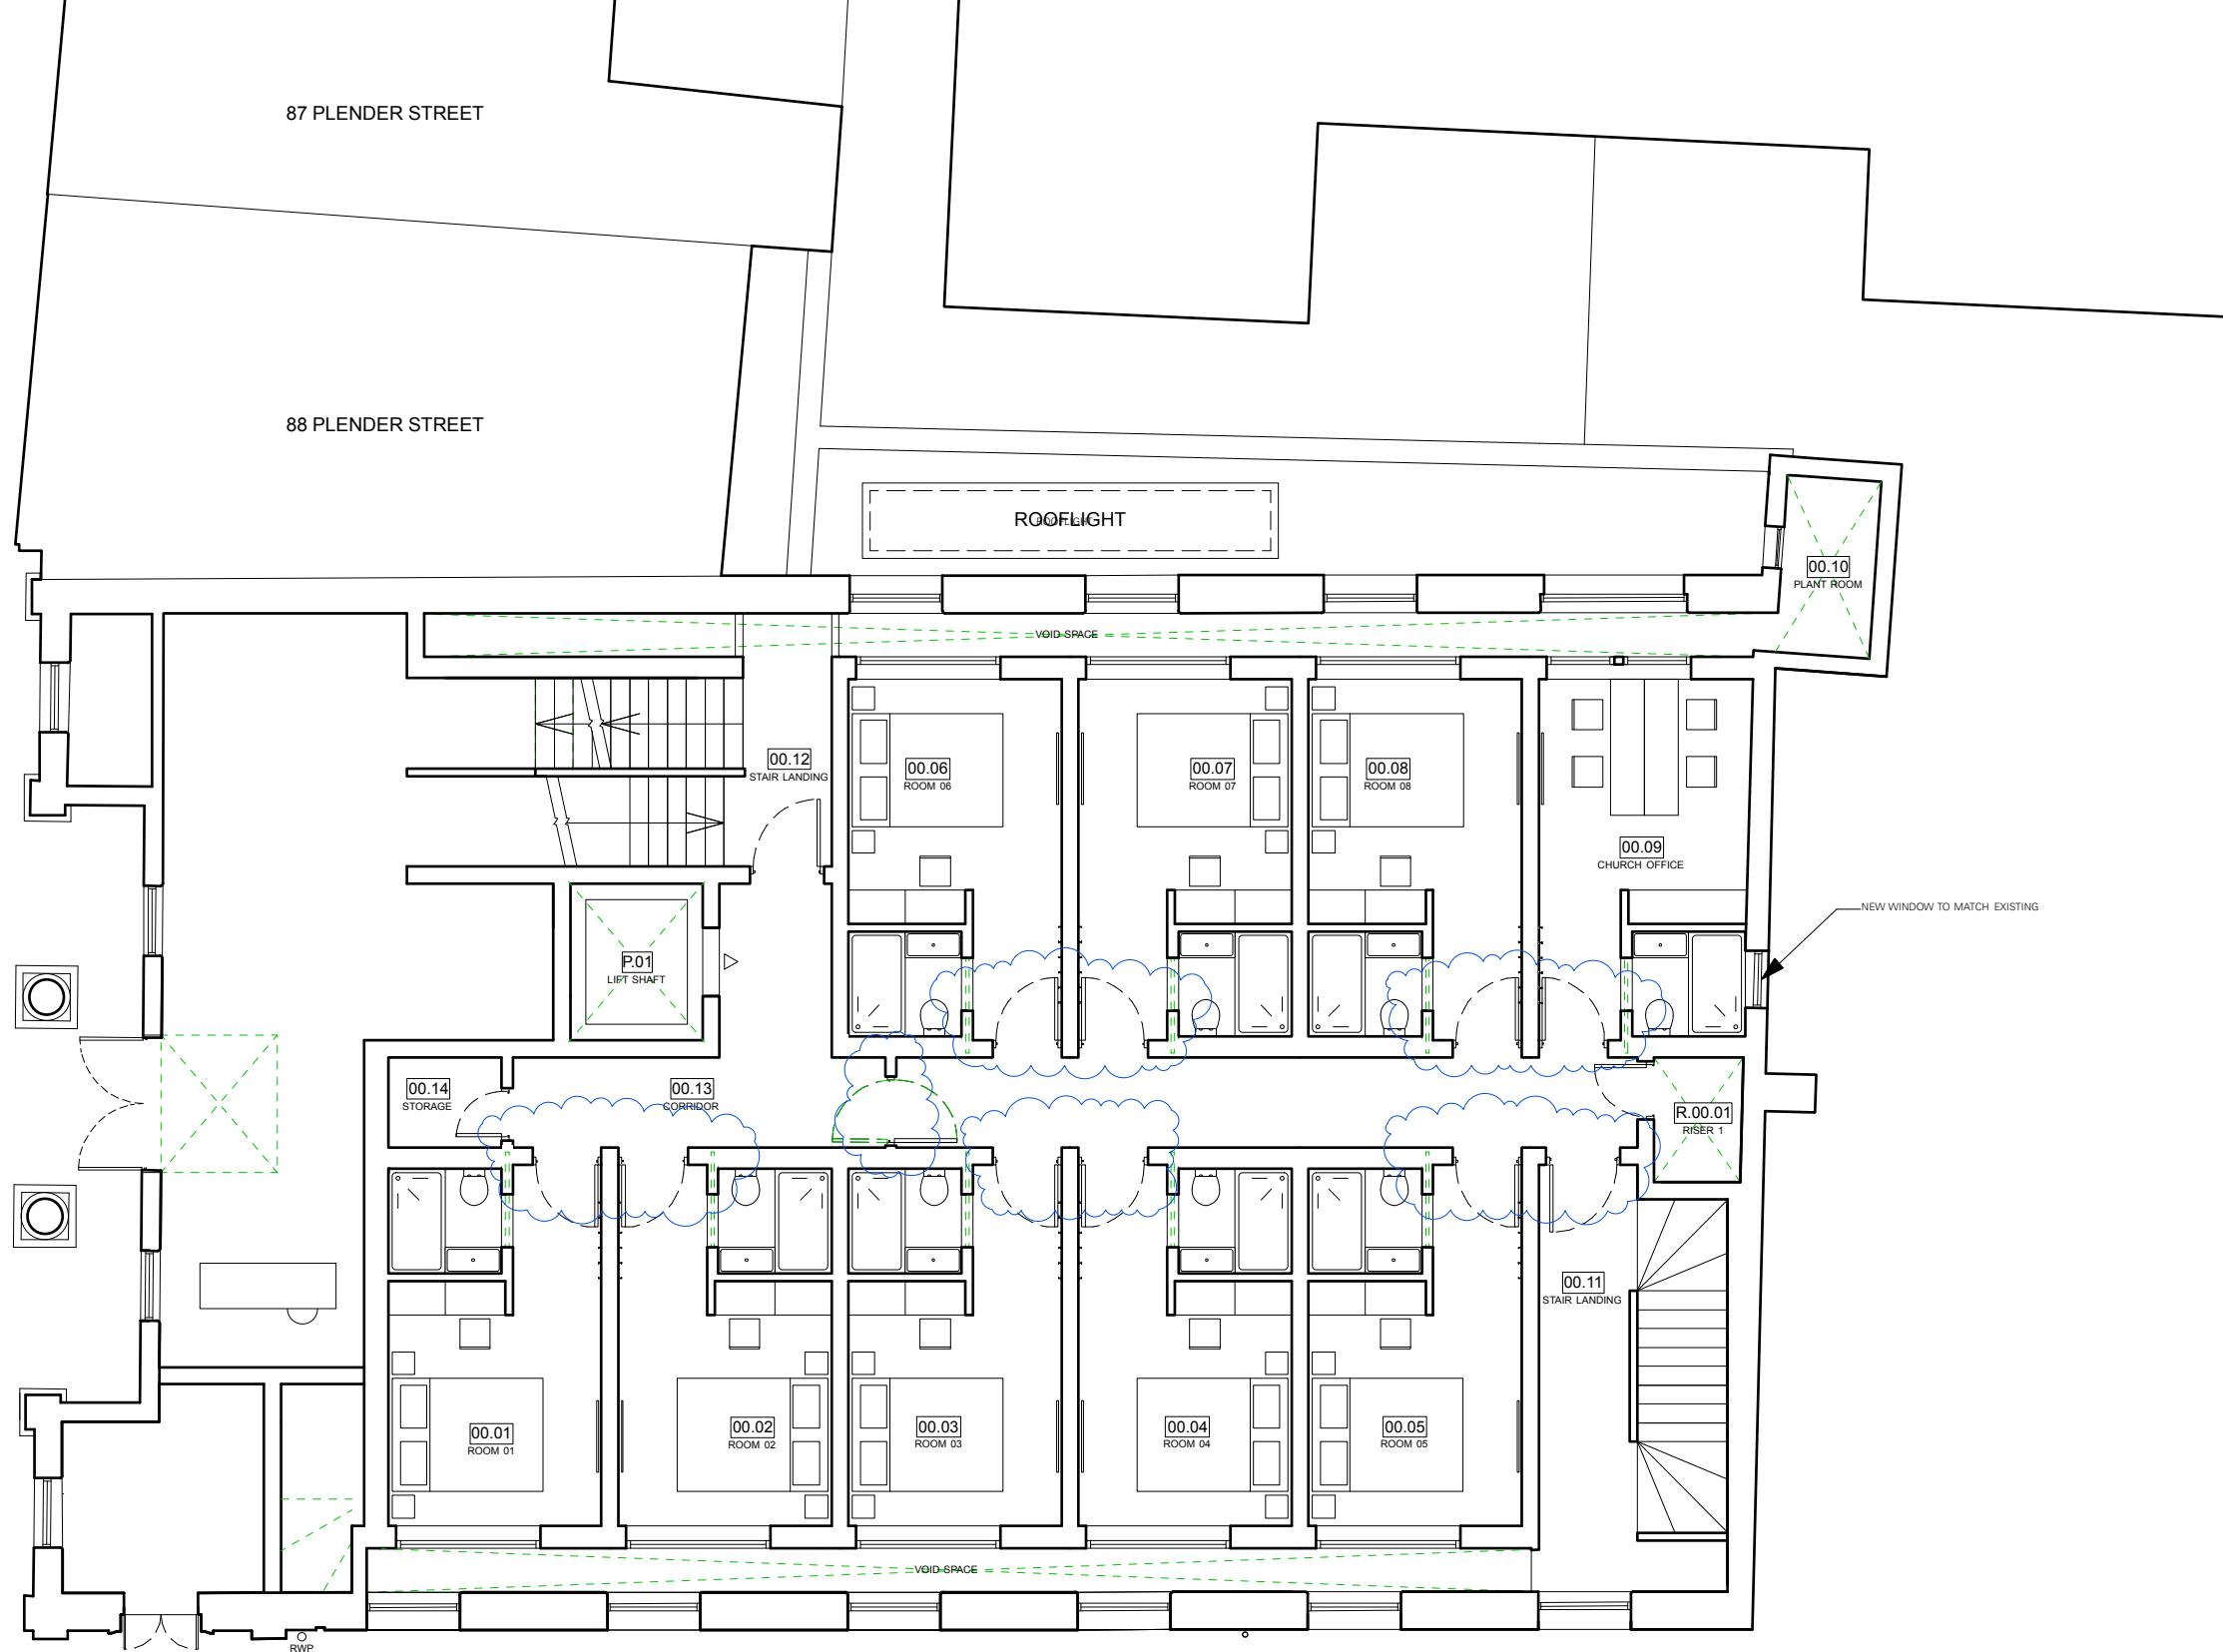 87 PLENDER STREET
88 PLENDER STREET
ROOFLIGHT
ROOFLIGHT
00.10
PLANT ROOM
VOID SPACE
00.12
STAIR LANDING
00.06
ROOM 06
00.07
ROOM 07
00.08
ROOM 08
00.09
CHURCH OFFICE
NEW WINDOW TO MATCH EXISTING
P.01
LIFT SHAFT
00.14
STORAGE
00.13
CORRIDOR
R.00.01
RISER 1
00.11
STAIR LANDING
00.01
ROOM 01
00.02
ROOM 02
00.03
ROOM 03
00.04
ROOM 04
00.05
ROOM 05
VOID SPACE
RWP